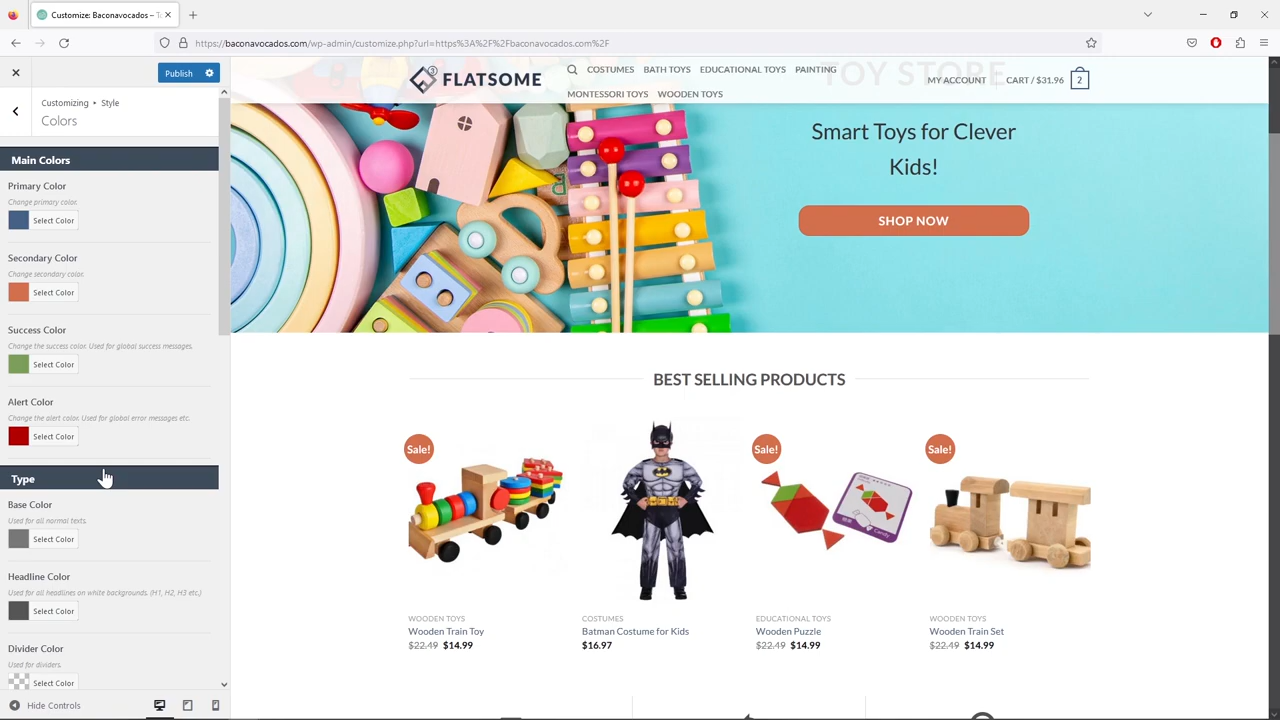 Customize: Baconavocados – T
https://baconavocados.com/wp-admin/customize.php?url=https%3A%2F%2Fbaconavocados.com%2F
Publish
Customizing ▸ Style
Colors
Main Colors
Primary Color
Change primary color.
Select Color
Secondary Color
Change secondary color.
Select Color
Success Color
Change the success color. Used for global success messages.
Select Color
Alert Color
Change the alert color. Used for global error messages etc.
Select Color
Type
Base Color
Used for all normal texts.
Select Color
Headline Color
Used for all headlines on white backgrounds. (H1, H2, H3 etc.)
Select Color
Divider Color
Used for dividers.
Select Color
Hide Controls
3
FLATSOME
COSTUMES BATH TOYS EDUCATIONAL TOYS PAINTING
MONTESSORI TOYS WOODEN TOYS
TOY STORE
MY ACCOUNT CART / $31.96 2
Smart Toys for Clever
Kids!
SHOP NOW
BEST SELLING PRODUCTS
Sale!
Sale!
Sale!
Candy
WOODEN TOYS
Wooden Train Toy
$22.49 $14.99
COSTUMES
Batman Costume for Kids
$16.97
EDUCATIONAL TOYS
Wooden Puzzle
$22.49 $14.99
WOODEN TOYS
Wooden Train Set
$22.49 $14.99